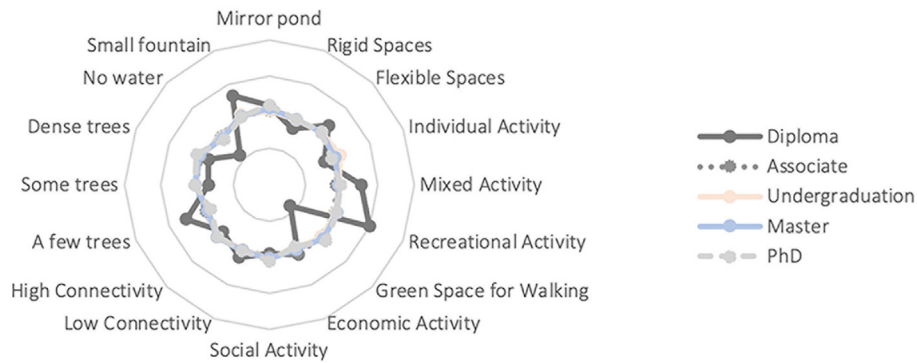 Mirror pond
Small fountain
Rigid Spaces
No water
Flexible Spaces
Dense trees
Individual Activity
Some trees
Mixed Activity
A few trees
Recreational Activity
High Connectivity
Green Space for Walking
Low Connectivity
Economic Activity
Social Activity
Diploma
Associate
Undergraduation
Master
PhD